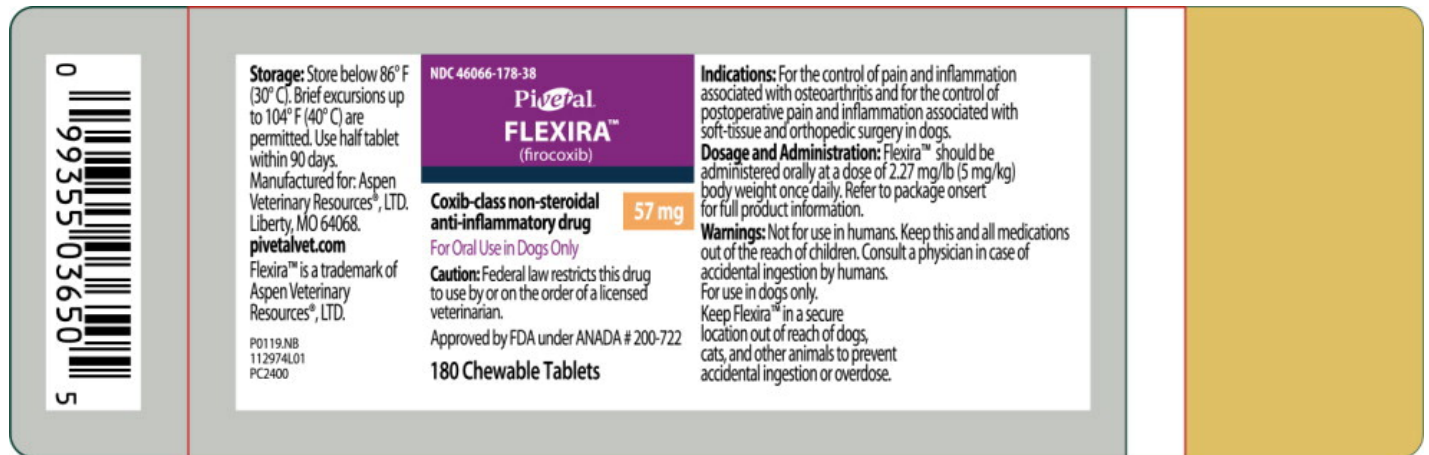 0 99355 03650 5
Storage: Store below 86° F
(30° C). Brief excursions up
to 104° F (40° C) are
permitted. Use half tablet
within 90 days.
Manufactured for: Aspen
Veterinary Resources®, LTD.
Liberty, MO 64068.
pivetalvet.com
Flexira™ is a trademark of
Aspen Veterinary
Resources®, LTD.
P0119.NB
112974L01
PC2400
NDC 46066-178-38
Pivetal
FLEXIRA™
(firocoxib)
Coxib-class non-steroidal
anti-inflammatory drug
57 mg
For Oral Use in Dogs Only
Caution: Federal law restricts this drug
to use by or on the order of a licensed
veterinarian.
Approved by FDA under ANADA # 200-722
180 Chewable Tablets
Indications: For the control of pain and inflammation
associated with osteoarthritis and for the control of
postoperative pain and inflammation associated with
soft-tissue and orthopedic surgery in dogs.
Dosage and Administration: Flexira™ should be
administered orally at a dose of 2.27 mg/lb (5 mg/kg)
body weight once daily. Refer to package onsert
for full product information.
Warnings: Not for use in humans. Keep this and all medications
out of the reach of children. Consult a physician in case of
accidental ingestion by humans.
For use in dogs only.
Keep Flexira™ in a secure
location out of reach of dogs,
cats, and other animals to prevent
accidental ingestion or overdose.